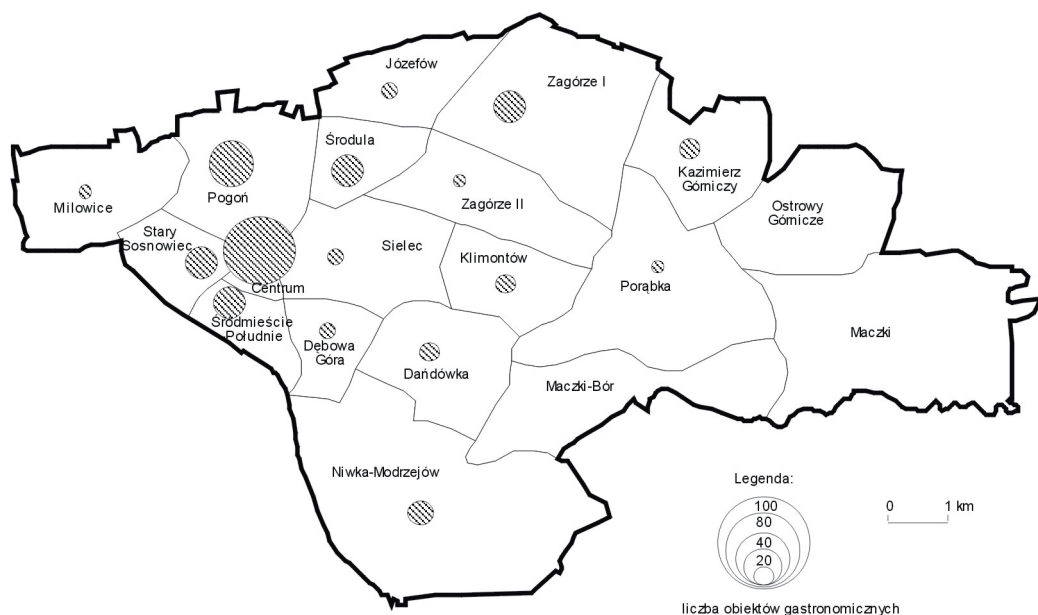 Józefów
Zagórze I
Środula
Kazimierz
Górniczy
Milowice
Pogoń
Zagórze II
Ostrowy
Górnicze
Stary
Sosnowiec
Sielec
Klimontów
Centrum
Porąbka
Śródmieście
Południe
Dębowa
Góra
Dańdówka
Maczki
Maczki-Bór
Niwka-Modrzejów
Legenda:
100
80
40
20
0 1 km
liczba obiektów gastronomicznych